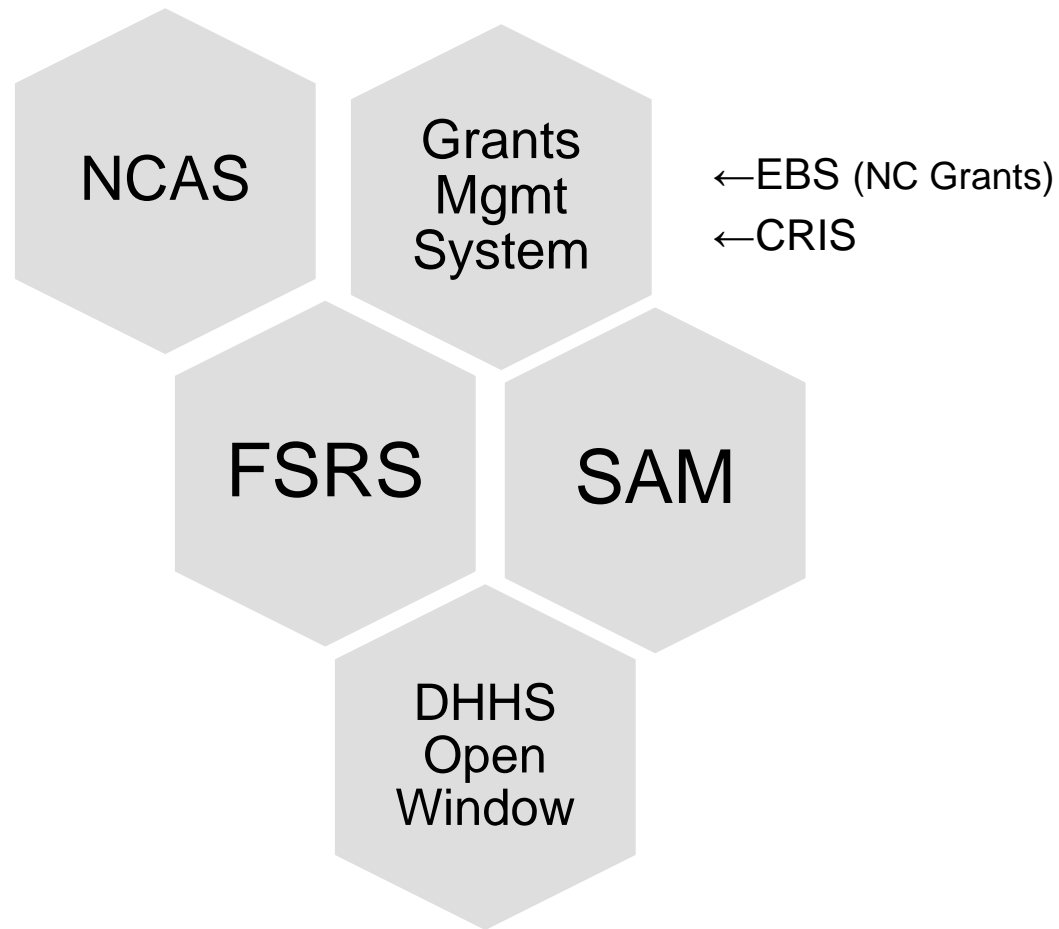 NCAS
Grants
Mgmt
System
←EBS (NC Grants)
←CRIS
FSRS
SAM
DHHS
Open
Window